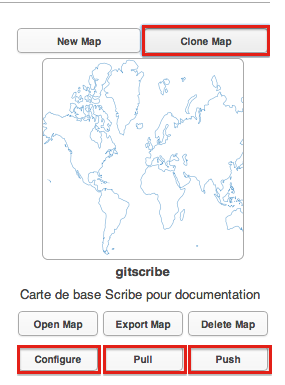 New Map Clone Map
gitscribe
Carte de base Scribe pour documentation
Open Map Export Map Delete Map
Configure Pull Push